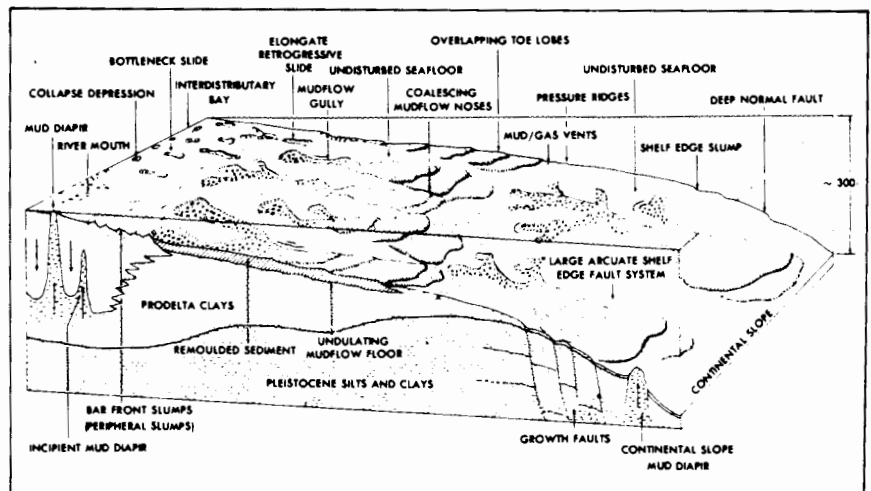 OVERLAPPING TOE LOBES
ELONGATE
RETROGRESSIVE
SLIDE
BOTTLENECK SLIDE
UNDISTURBED SEAFLOOR
UNDISTURBED SEAFLOOR
INTERDISTRIBUTARY
BAY
MUDFLOW
GULLY
COALESCING
MUDFLOW NOSES
COLLAPSE DEPRESSION
PRESSURE RIDGES
DEEP NORMAL FAULT
MUD DIAPIR
RIVER MOUTH
MUD/GAS VENTS
SHELF EDGE SLUMP
~ 300
LARGE ARCUATE SHELF
EDGE FAULT SYSTEM
PRODELTA CLAYS
REMOULDED SEDIMENT
UNDULATING
MUDFLOW FLOOR
CONTINENTAL SLOPE
PLEISTOCENE SILTS AND CLAYS
BAR FRONT SLUMPS
(PERIPHERAL SLUMPS)
INCIPIENT MUD DIAPIR
GROWTH FAULTS
CONTINENTAL SLOPE
MUD DIAPIR